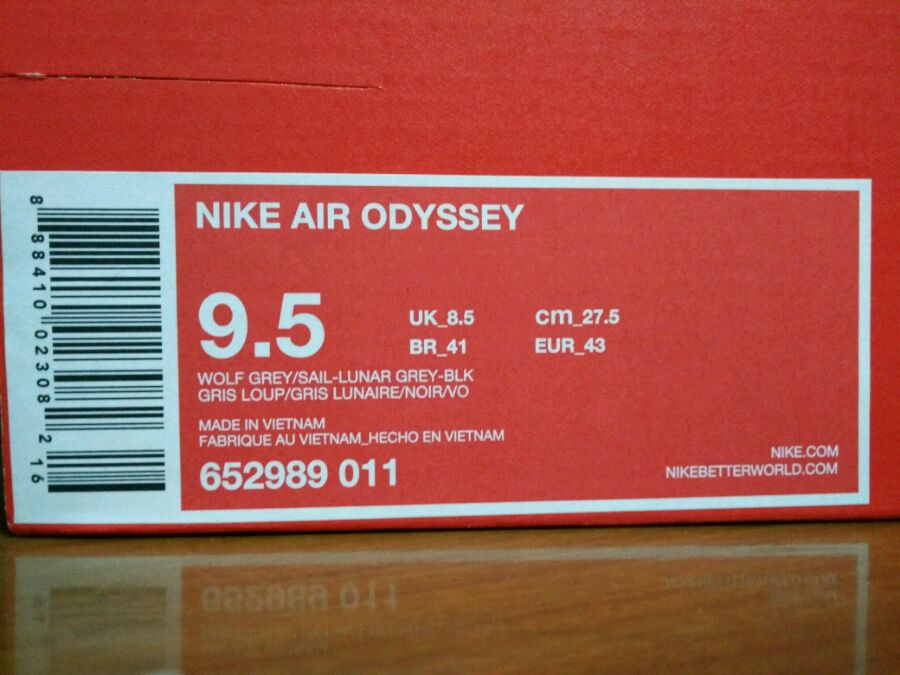 NIKE AIR ODYSSEY
9.5
UK_8.5
cm_27.5
BR_41
EUR_43
WOLF GREY/SAIL-LUNAR GREY-BLK
GRIS LOUP/GRIS LUNAIRE/NOIR/VO
MADE IN VIETNAM
FABRIQUE AU VIETNAM_HECHO EN VIETNAM
652989 011
NIKE.COM
NIKEBETTERWORLD.COM
8 88410 02308 2 16